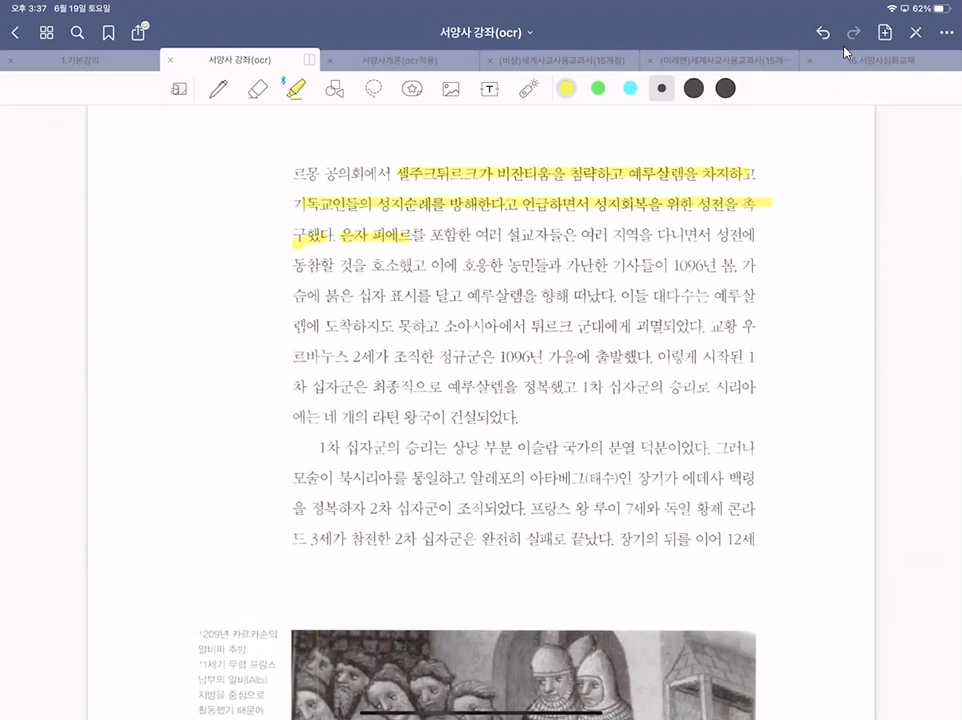 오후 3:37 6월 19일 토요일
62%
서양사 강좌(ocr)
1.기본강의
서양사 강좌(ocr)
서양사개론(ocr적용)
(비상)세계사교사용교과서(15개정)
(미래엔)세계사교사용교과서(15개…
16.서양사심화교재
르몽 공의회에서 셀주크튀르크가 비잔티움을 침략하고 예루살렘을 차지하고
기독교인들의 성지순례를 방해한다고 언급하면서 성지회복을 위한 성전을 촉
구했다. 은자 피에르를 포함한 여러 설교자들은 여러 지역을 다니면서 성전에
동참할 것을 호소했고 이에 호응한 농민들과 가난한 기사들이 1096년 봄, 가
슴에 붉은 십자 표시를 달고 예루살렘을 향해 떠났다. 이들 대다수는 예루살
렘에 도착하지도 못하고 소아시아에서 튀르크 군대에게 괴멸되었다. 교황 우
르바누스 2세가 조직한 정규군은 1096년 가을에 출발했다. 이렇게 시작된 1
차 십자군은 최종적으로 예루살렘을 정복했고 1차 십자군의 승리로 시리아
에는 네 개의 라틴 왕국이 건설되었다.
1차 십자군의 승리는 상당 부분 이슬람 국가의 분열 덕분이었다. 그러나
모술이 북시리아를 통일하고 알레포의 아타베그(태수)인 장기가 에데사 백령
을 정복하자 2차 십자군이 조직되었다. 프랑스 왕 루이 7세와 독일 황제 콘라
드 3세가 참전한 2차 십자군은 완전히 실패로 끝났다. 장기의 뒤를 이어 12세
1209년 카르카손의
알비파 추방.
11세기 무렵 프랑스
남부의 알비(Albi)
지방을 중심으로
활동했기 때문에